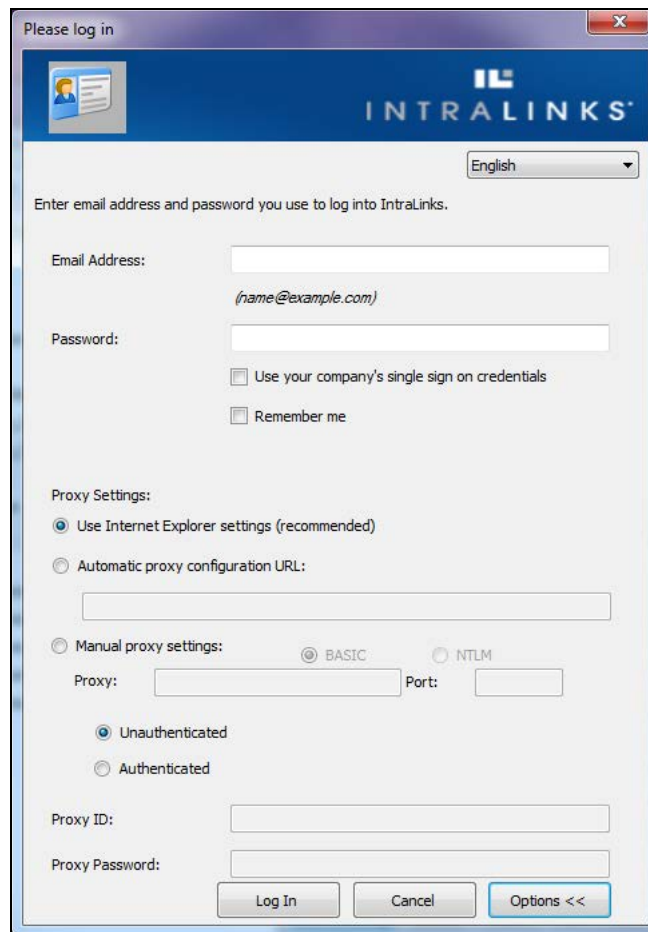 Please log in
INTRALINKS
English
Enter email address and password you use to log into IntraLinks.
Email Address:
(name@example.com)
Password:
Use your company's single sign on credentials
Remember me
Proxy Settings:
Use Internet Explorer settings (recommended)
Automatic proxy configuration URL:
Manual proxy settings: BASIC NTLM
Proxy: Port:
Unauthenticated
Authenticated
Proxy ID:
Proxy Password:
Log In Cancel Options <<